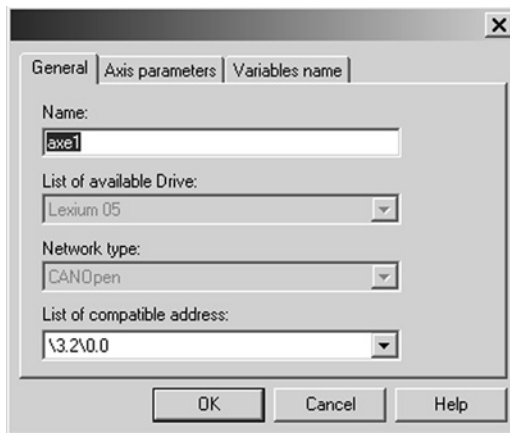 General Axis parameters Variables name
Name:
axe1
List of available Drive:
Lexium 05
Network type:
CANOpen
List of compatible address:
\3.2\0.0
OK Cancel Help